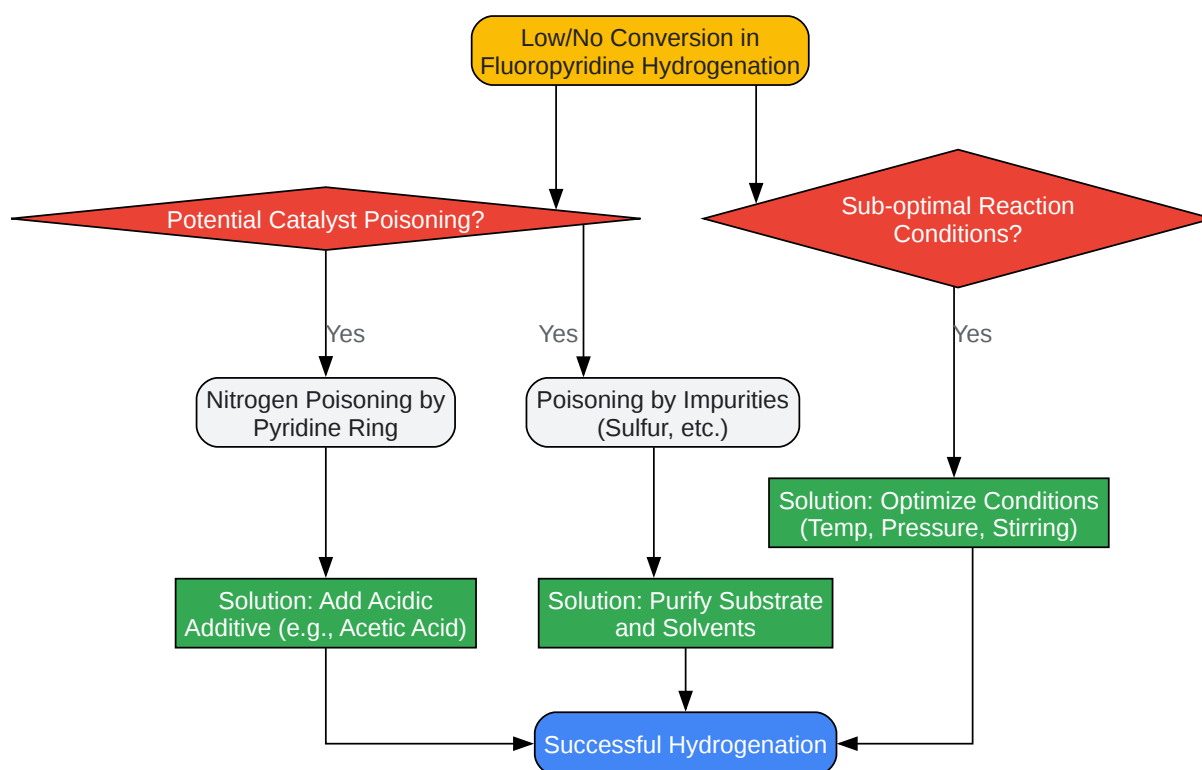 Low/No Conversion in
Fluoropyridine Hydrogenation
Potential Catalyst Poisoning?
Sub-optimal Reaction
Conditions?
Yes
Yes
Yes
Nitrogen Poisoning by
Pyridine Ring
Poisoning by Impurities
(Sulfur, etc.)
Solution: Optimize Conditions
(Temp, Pressure, Stirring)
Solution: Add Acidic
Additive (e.g., Acetic Acid)
Solution: Purify Substrate
and Solvents
Successful Hydrogenation